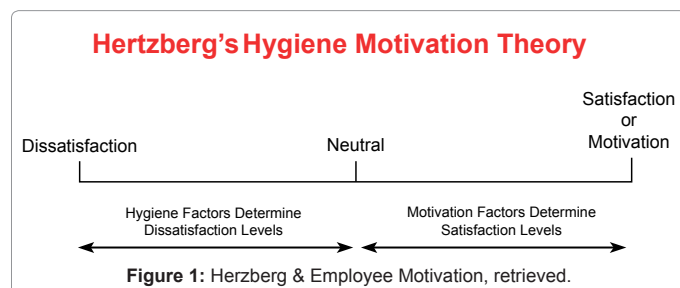 Hertzberg's Hygiene Motivation Theory
Satisfaction
or
Motivation
Dissatisfaction
Neutral
Hygiene Factors Determine
Dissatisfaction Levels
Motivation Factors Determine
Satisfaction Levels
Figure 1: Herzberg & Employee Motivation, retrieved.